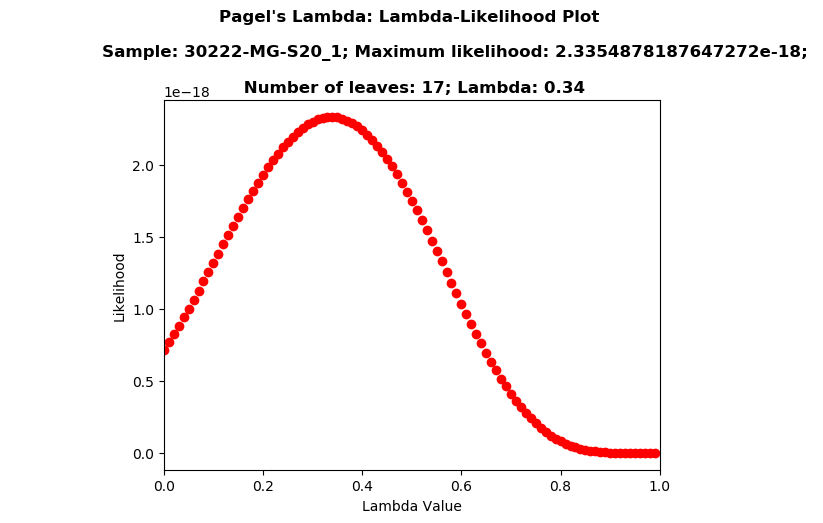 Pagel's Lambda: Lambda-Likelihood Plot
Sample: 30222-MG-S20_1; Maximum likelihood: 2.3354878187647272e-18;
Number of leaves: 17; Lambda: 0.34
1e−18
2.0
1.5
1.0
0.5
0.0
Likelihood
0.0 0.2 0.4 0.6 0.8 1.0
Lambda Value